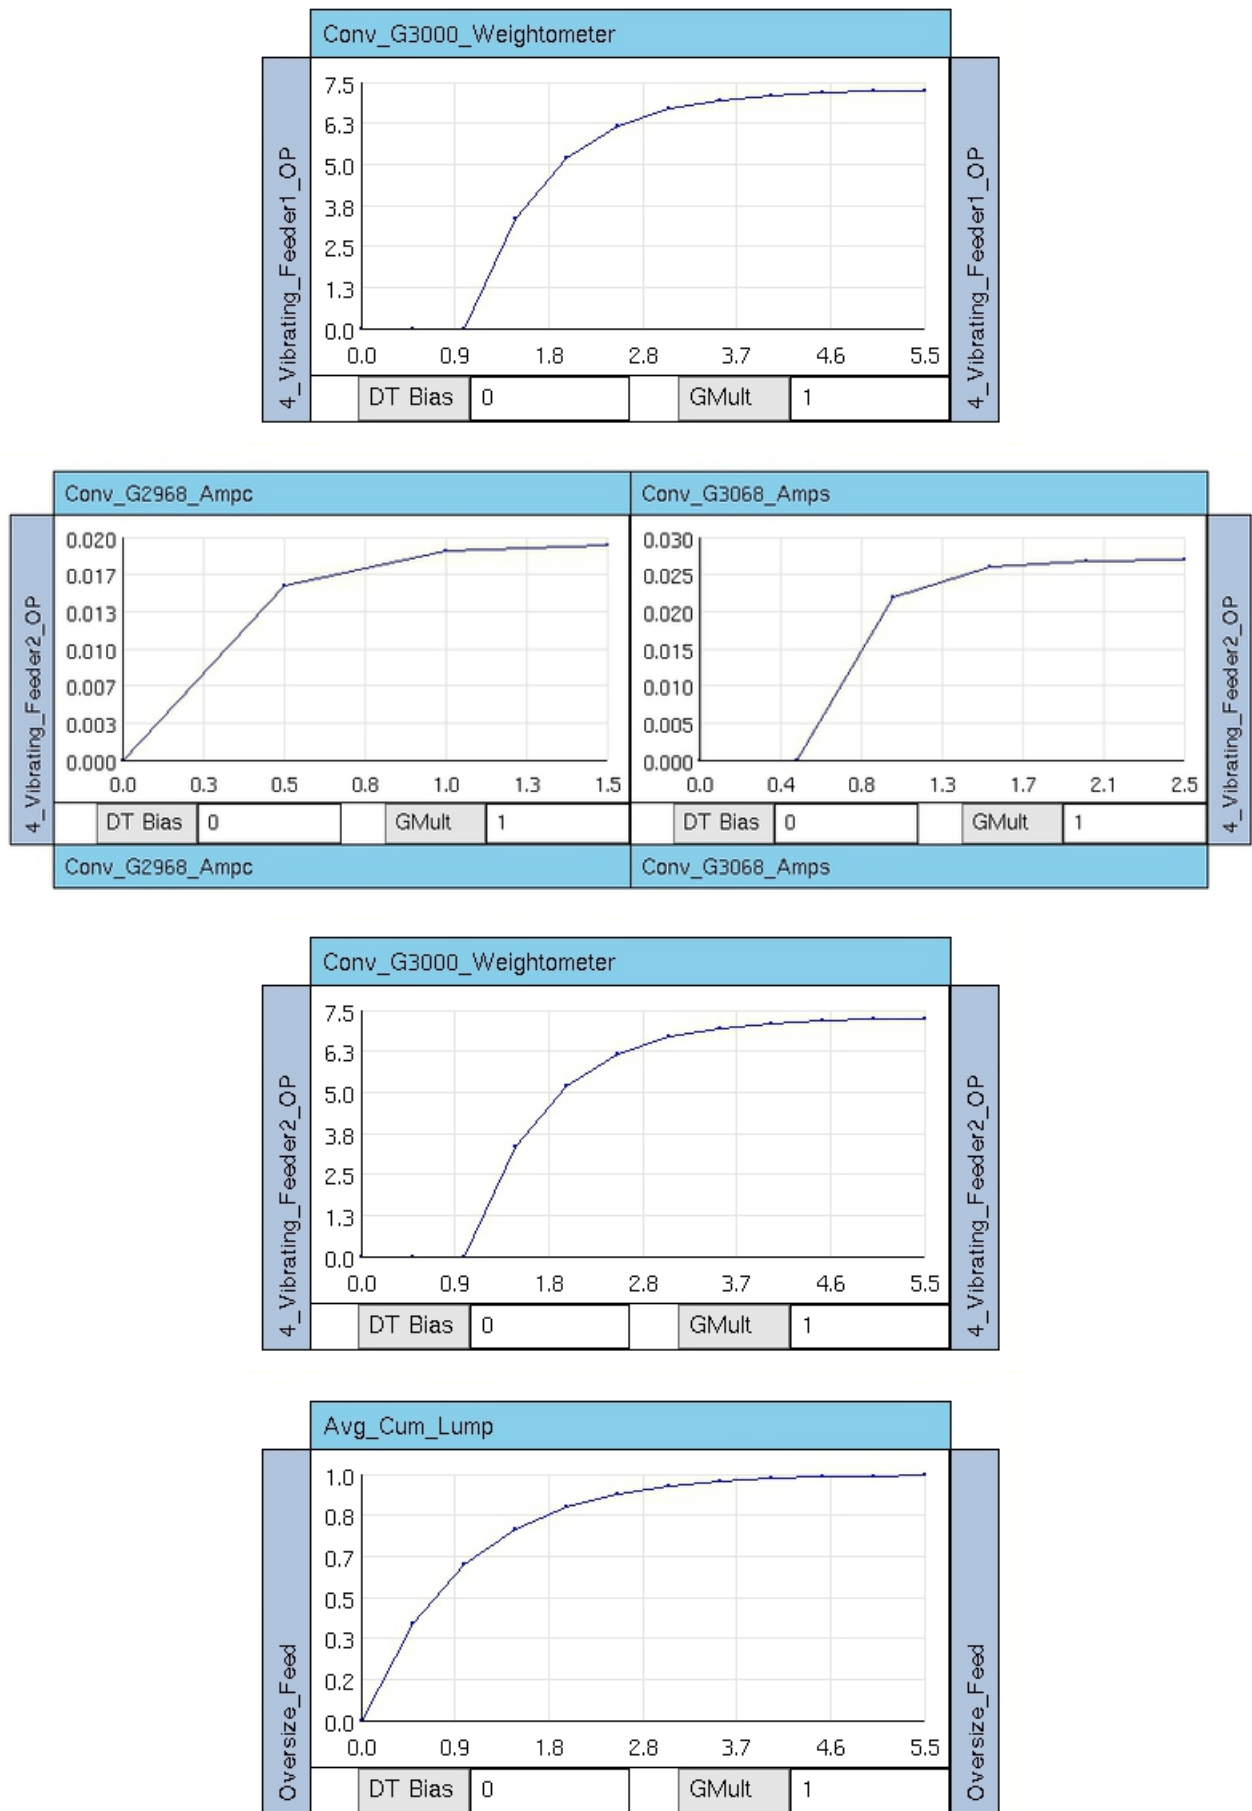 Conv_G3000_Weightometer
4_Vibrating_Feeder1_OP
7.5
6.3
5.0
3.8
2.5
1.3
0.0
0.0 0.9 1.8 2.8 3.7 4.6 5.5
4_Vibrating_Feeder1_OP
DT Bias 0 GMult 1
Conv_G2968_Ampc Conv_G3068_Amps
4_Vibrating_Feeder2_OP
0.020
0.017
0.013
0.010
0.007
0.003
0.000
0.0 0.3 0.5 0.8 1.0 1.3 1.5
DT Bias 0 GMult 1
0.030
0.025
0.020
0.015
0.010
0.005
0.000
0.0 0.4 0.8 1.3 1.7 2.1 2.5
DT Bias 0 GMult 1
4_Vibrating_Feeder2_OP
Conv_G2968_Ampc Conv_G3068_Amps
Conv_G3000_Weightometer
4_Vibrating_Feeder2_OP
7.5
6.3
5.0
3.8
2.5
1.3
0.0
0.0 0.9 1.8 2.8 3.7 4.6 5.5
4_Vibrating_Feeder2_OP
DT Bias 0 GMult 1
Avg_Cum_Lump
Oversize_Feed
1.0
0.8
0.7
0.5
0.3
0.2
0.0
0.0 0.9 1.8 2.8 3.7 4.6 5.5
Oversize_Feed
DT Bias 0 GMult 1